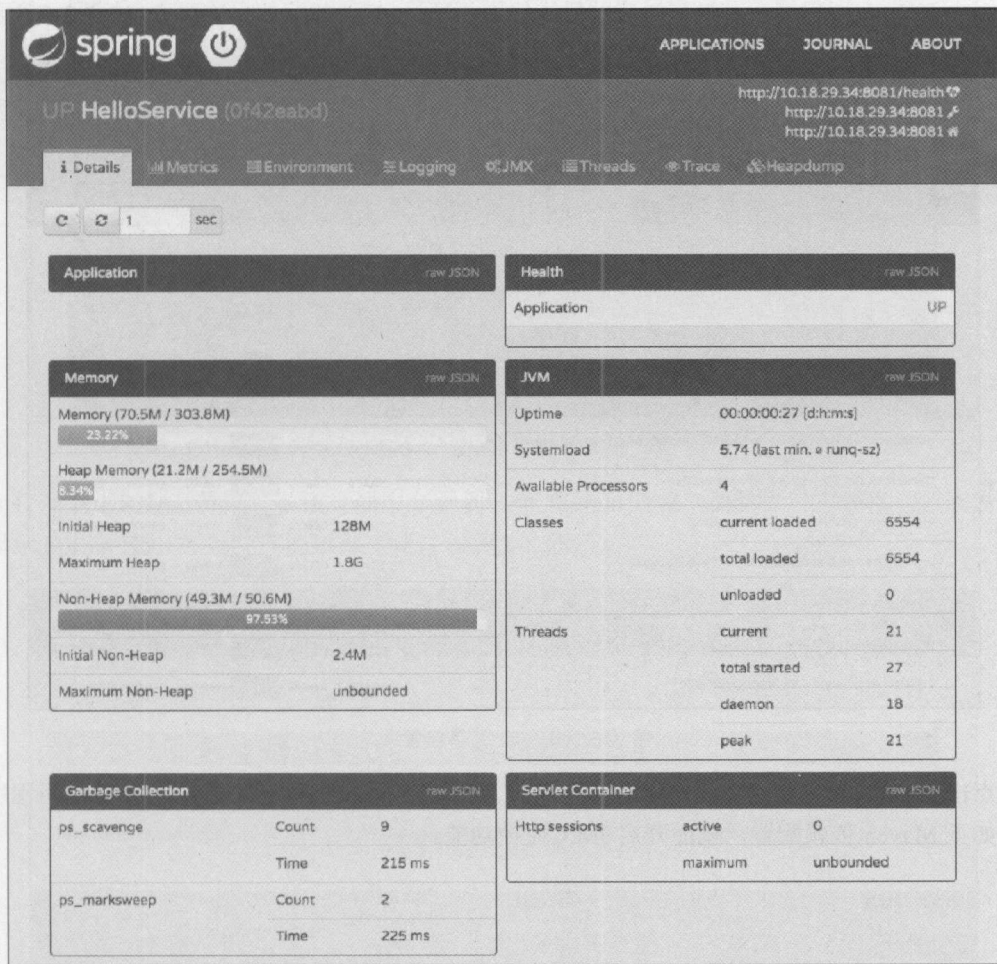 spring
APPLICATIONS JOURNAL ABOUT
UP HelloService (0f42eabd)
http://10.18.29.34:8081/health
http://10.18.29.34:8081
http://10.18.29.34:8081
i Details Metrics Environment Logging JMX Threads Trace Heapdump
1 sec
Application raw JSON
Health raw JSON
Application UP
Memory raw JSON
Memory (70.5M / 303.8M)
23.22%
Heap Memory (21.2M / 254.5M)
8.34%
Initial Heap 128M
Maximum Heap 1.8G
Non-Heap Memory (49.3M / 50.6M)
97.53%
Initial Non-Heap 2.4M
Maximum Non-Heap unbounded
JVM raw JSON
Uptime 00:00:00:27 [d:h:m:s]
Systemload 5.74 (last min. ⌀ runq-sz)
Available Processors 4
Classes current loaded 6554
total loaded 6554
unloaded 0
Threads current 21
total started 27
daemon 18
peak 21
Garbage Collection raw JSON
ps_scavenge Count 9
Time 215 ms
ps_marksweep Count 2
Time 225 ms
Servlet Container raw JSON
Http sessions active 0
maximum unbounded